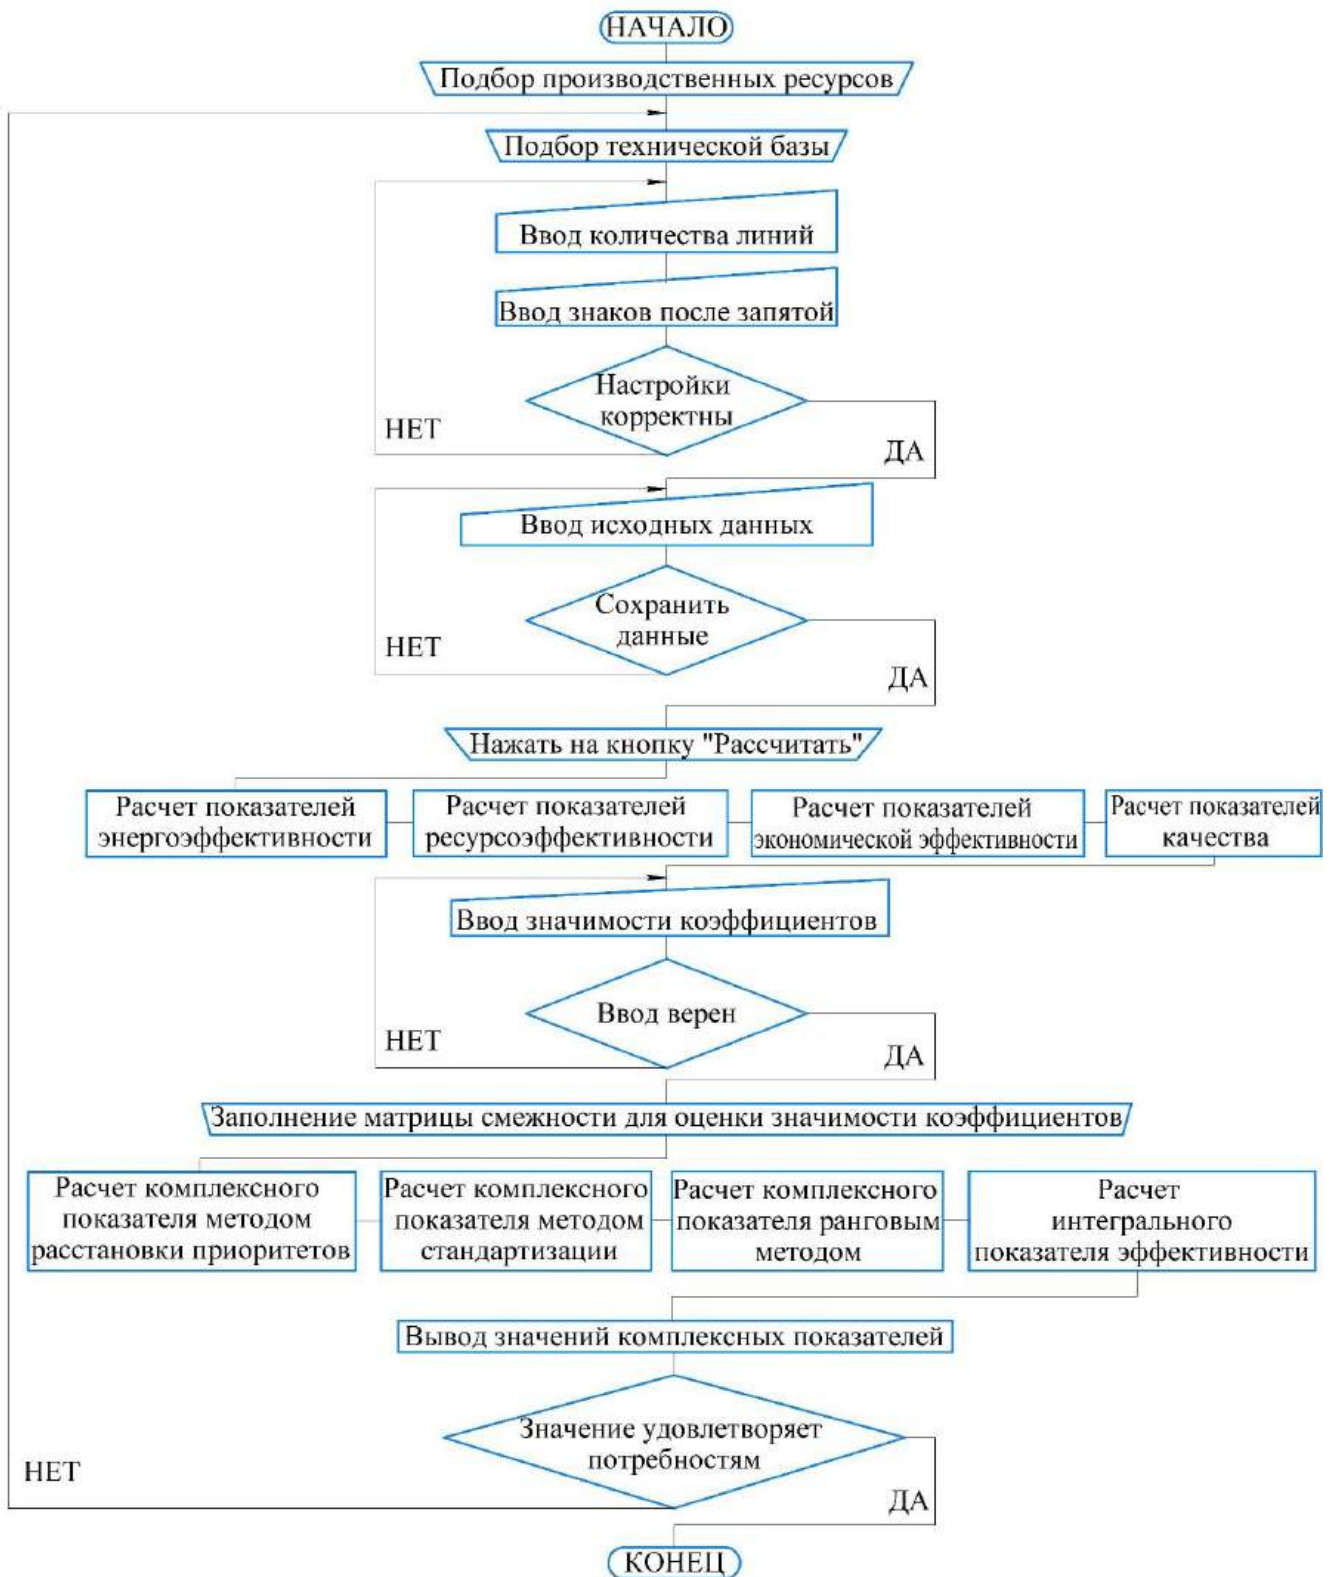 НАЧАЛО
Подбор производственных ресурсов
Подбор технической базы
Ввод количества линий
Ввод знаков после запятой
Настройки
корректны
НЕТ
ДА
Ввод исходных данных
Сохранить
данные
НЕТ
ДА
Нажать на кнопку "Рассчитать"
Расчет показателей
энергоэффективности
Расчет показателей
ресурсоэффективности
Расчет показателей
экономической эффективности
Расчет показателей
качества
Ввод значимости коэффициентов
Ввод верен
НЕТ
ДА
Заполнение матрицы смежности для оценки значимости коэффициентов
Расчет комплексного
показателя методом
расстановки приоритетов
Расчет комплексного
показателя методом
стандартизации
Расчет комплексного
показателя ранговым
методом
Расчет
интегрального
показателя эффективности
Вывод значений комплексных показателей
Значение удовлетворяет
потребностям
НЕТ
ДА
КОНЕЦ